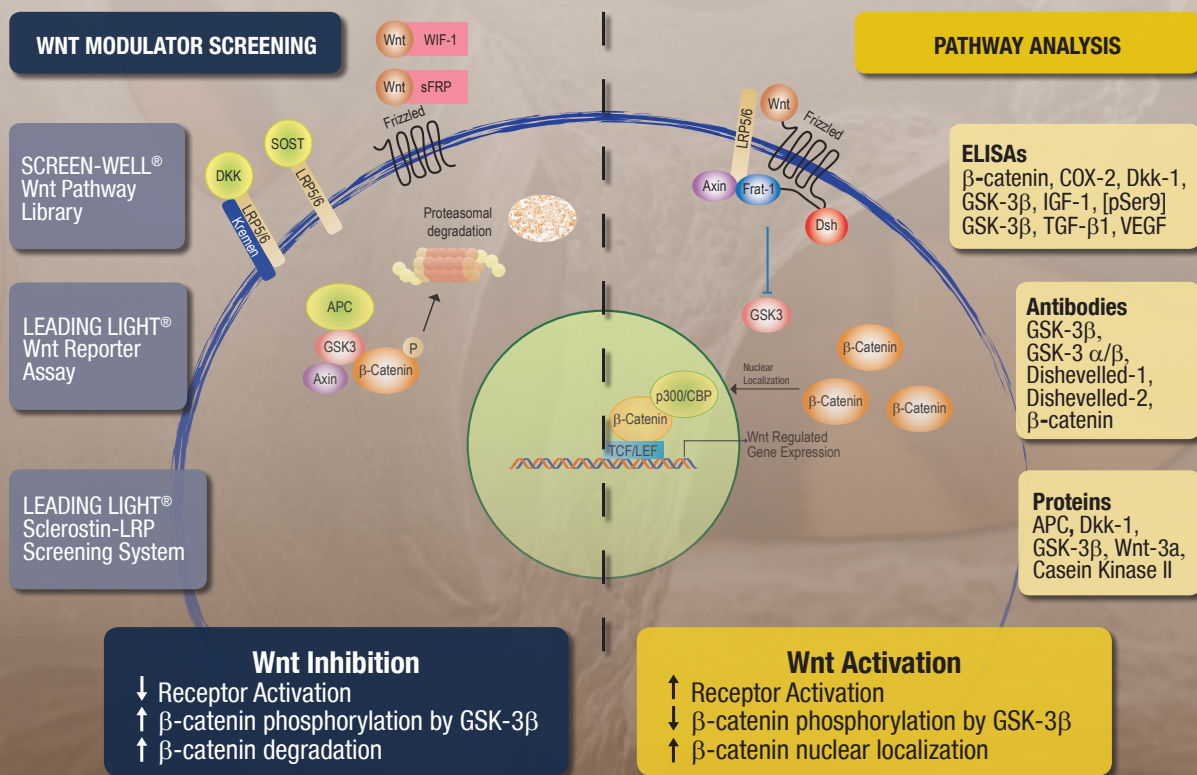 WNT MODULATOR SCREENING
SCREEN-WELL®
Wnt Pathway
Library
LEADING LIGHT®
Wnt Reporter
Assay
LEADING LIGHT®
Sclerostin-LRP
Screening System
Wnt WIF-1
Wnt sFRP
Frizzled
SOST
LRP5/6
DKK
LRP5/6
Kremen
Proteasomal
degradation
APC
GSK3
P
β-Catenin
Axin
PATHWAY ANALYSIS
Wnt
LRP5/6
Frizzled
Axin
Frat-1
Dsh
GSK3
β-Catenin
β-Catenin
β-Catenin
Nuclear
Localization
p300/CBP
β-Catenin
TCF/LEF
Wnt Regulated
Gene Expression
ELISAs
β-catenin, COX-2, Dkk-1,
GSK-3β, IGF-1, [pSer9]
GSK-3β, TGF-β1, VEGF
Antibodies
GSK-3β,
GSK-3 α/β,
Dishevelled-1,
Dishevelled-2,
β-catenin
Proteins
APC, Dkk-1,
GSK-3β, Wnt-3a,
Casein Kinase II
Wnt Inhibition
↓ Receptor Activation
↑ β-catenin phosphorylation by GSK-3β
↑ β-catenin degradation
Wnt Activation
↑ Receptor Activation
↓ β-catenin phosphorylation by GSK-3β
↑ β-catenin nuclear localization